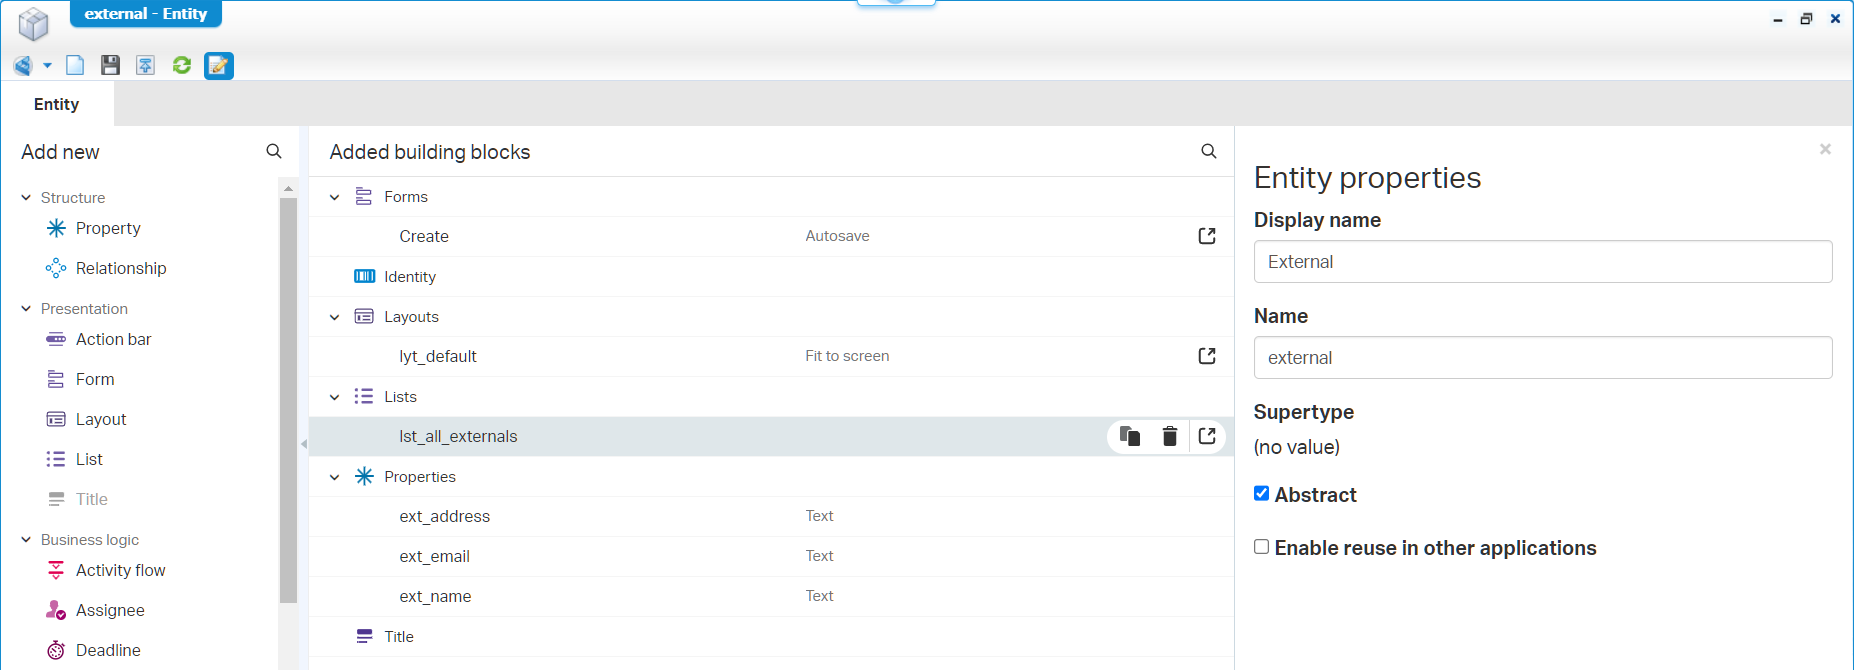 external - Entity
Entity
Add new
Structure
Property
Relationship
Presentation
Action bar
Form
Layout
List
Title
Business logic
Activity flow
Assignee
Deadline
Added building blocks
Forms
Create Autosave
Identity
Layouts
lyt_default Fit to screen
Lists
lst_all_externals
Properties
ext_address Text
ext_email Text
ext_name Text
Title
Entity properties
Display name
External
Name
external
Supertype
(no value)
Abstract
Enable reuse in other applications